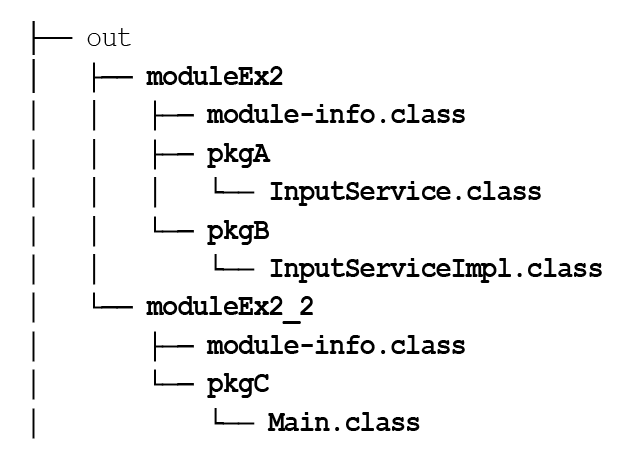 ├── out
│   ├── moduleEx2
│   │   ├── module-info.class
│   │   ├── pkgA
│   │   │   └── InputService.class
│   │   └── pkgB
│   │       └── InputServiceImpl.class
│   └── moduleEx2_2
│       ├── module-info.class
│       └── pkgC
│           └── Main.class